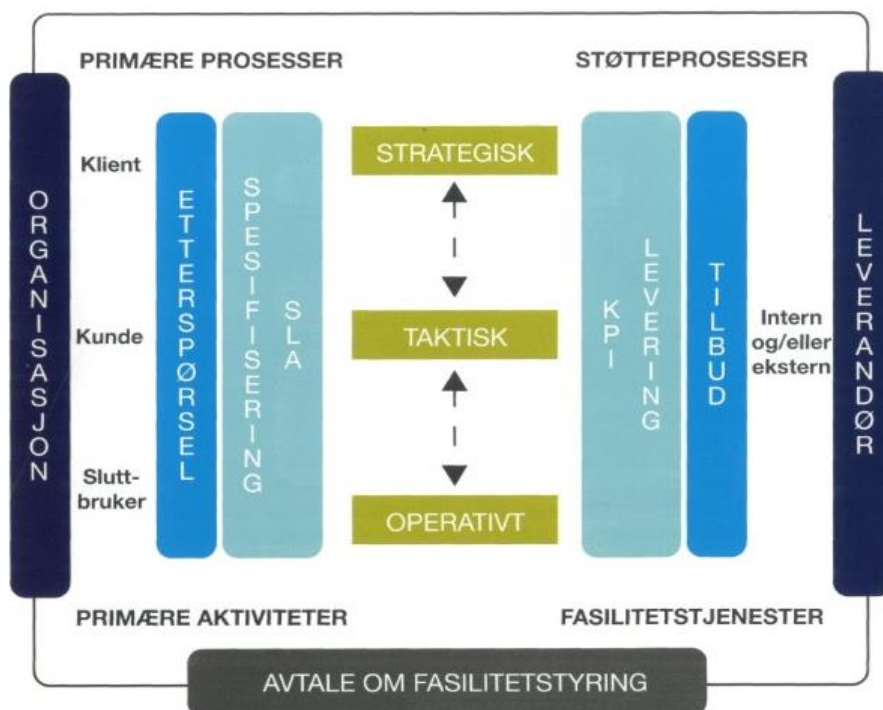 PRIMÆRE PROSESSER
STØTTEPROSESSER
ORGANISASJON
Klient
Kunde
Slutt-
bruker
ETTERSPØRSEL
SPESIFISERING
SLA
STRATEGISK
TAKTISK
OPERATIVT
KPI
LEVERING
TILBUD
Intern
og/eller
ekstern
LEVERANDØR
PRIMÆRE AKTIVITETER
FASILITETSTJENESTER
AVTALE OM FASILITETSTYRING